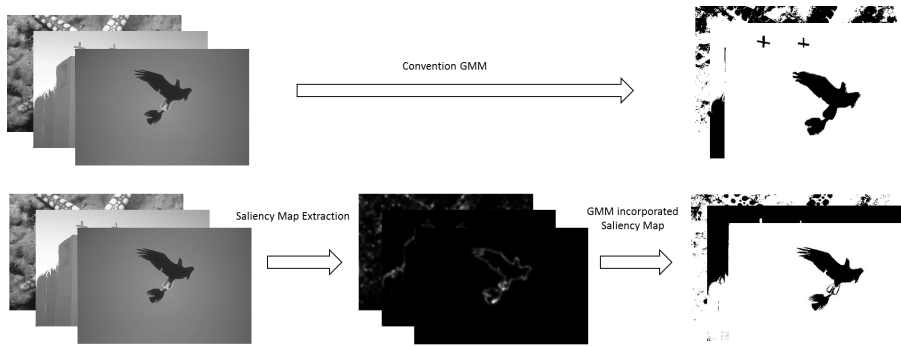 Convention GMM
Saliency Map Extraction
GMM incorporated
Saliency Map